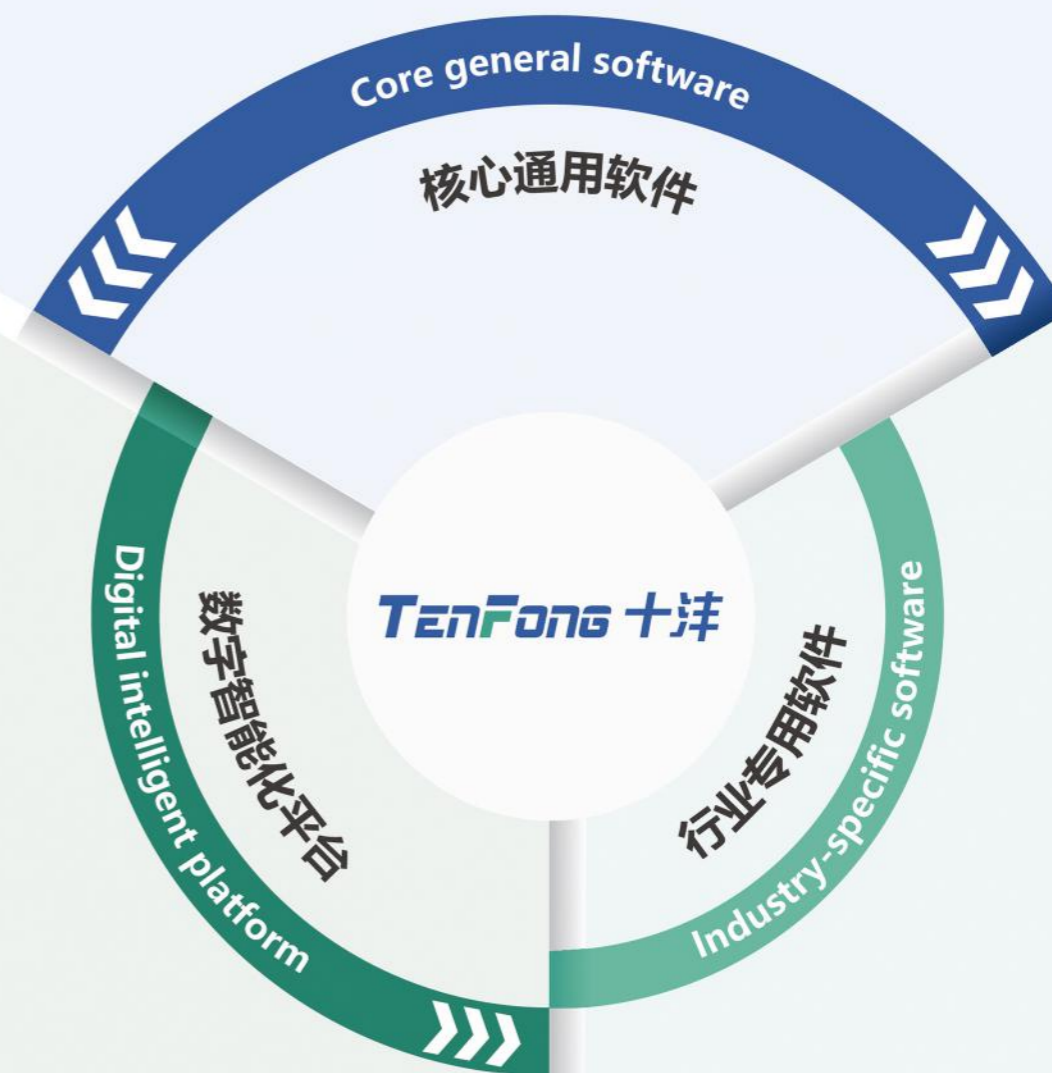 Core general software
核心通用软件
Digital intelligent platform
数字智能化平台
TenFong 十沣
行业专用软件
Industry-specific software